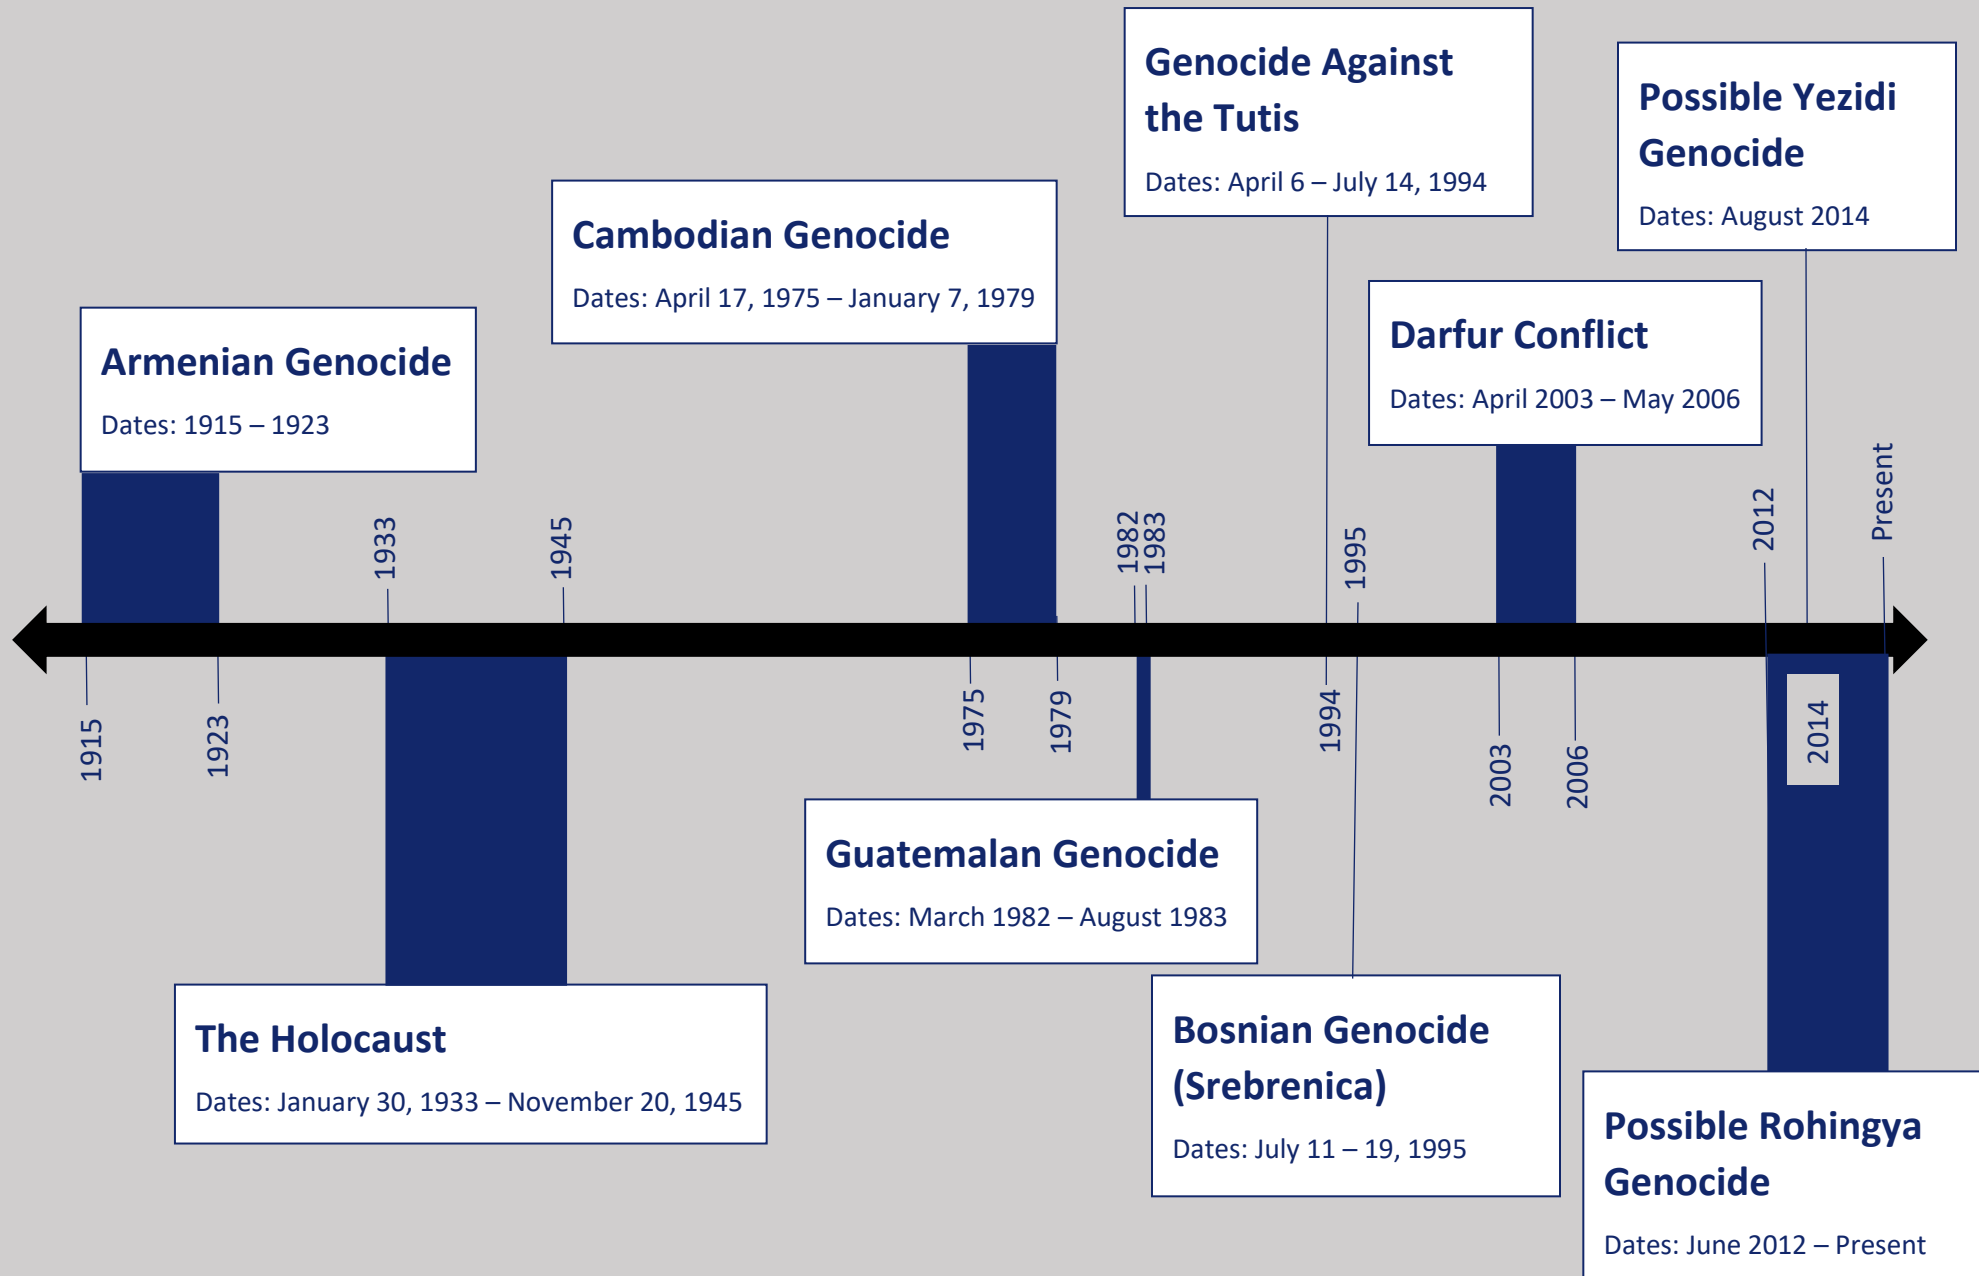 Genocide Against
the Tutis
Dates: April 6 – July 14, 1994
Possible Yezidi
Genocide
Dates: August 2014
Cambodian Genocide
Dates: April 17, 1975 – January 7, 1979
Darfur Conflict
Dates: April 2003 – May 2006
Armenian Genocide
Dates: 1915 – 1923
1933
1945
1982
1983
1995
2012
Present
1915
1923
1975
1979
1994
2003
2006
2014
Guatemalan Genocide
Dates: March 1982 – August 1983
The Holocaust
Dates: January 30, 1933 – November 20, 1945
Bosnian Genocide
(Srebrenica)
Dates: July 11 – 19, 1995
Possible Rohingya
Genocide
Dates: June 2012 – Present